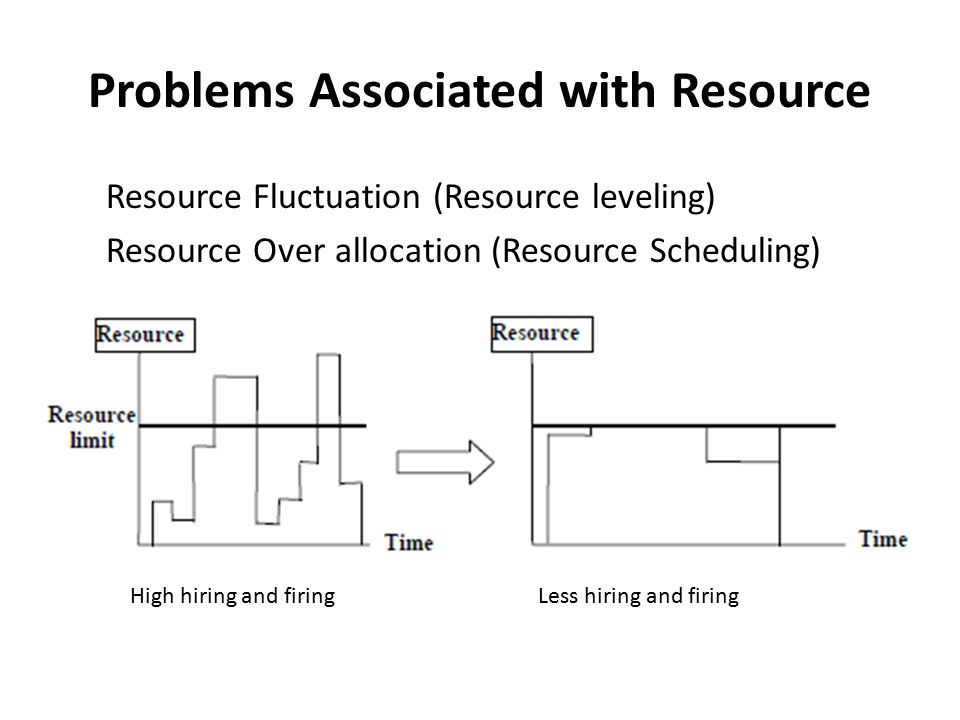 Problems Associated with Resource
Resource Fluctuation (Resource leveling)
Resource Over allocation (Resource Scheduling)
Resource
Resource
limit
Time
High hiring and firing
Resource
Time
Less hiring and firing